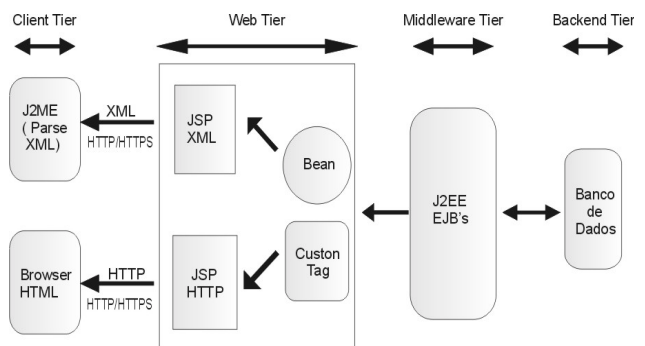 Client Tier
Web Tier
Middleware Tier
Backend Tier
J2ME
( Parse
XML)
XML
HTTP/HTTPS
JSP
XML
Bean
J2EE
EJB's
Banco
de
Dados
Browser
HTML
HTTP
HTTP/HTTPS
JSP
HTTP
Custon
Tag